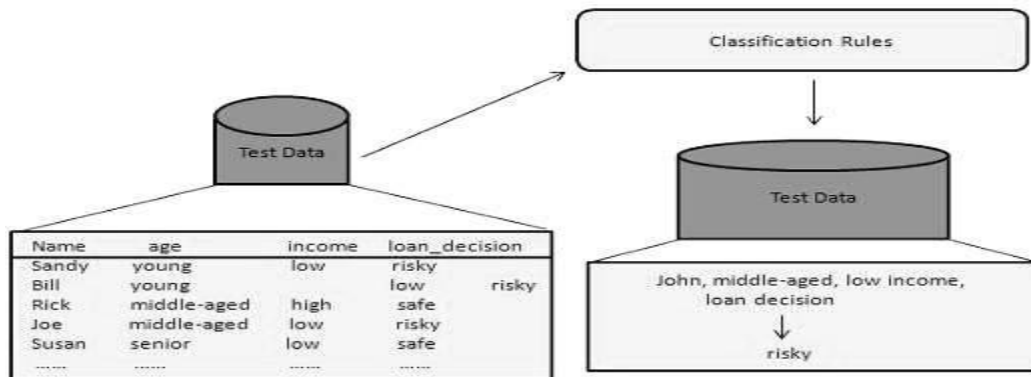 Classification Rules
Test Data
Name age income loan_decision
Sandy young low risky
Bill young low risky
Rick middle-aged high safe
Joe middle-aged low risky
Susan senior low safe
...... ...... ...... ......
Test Data
John, middle-aged, low income,
loan decision
risky